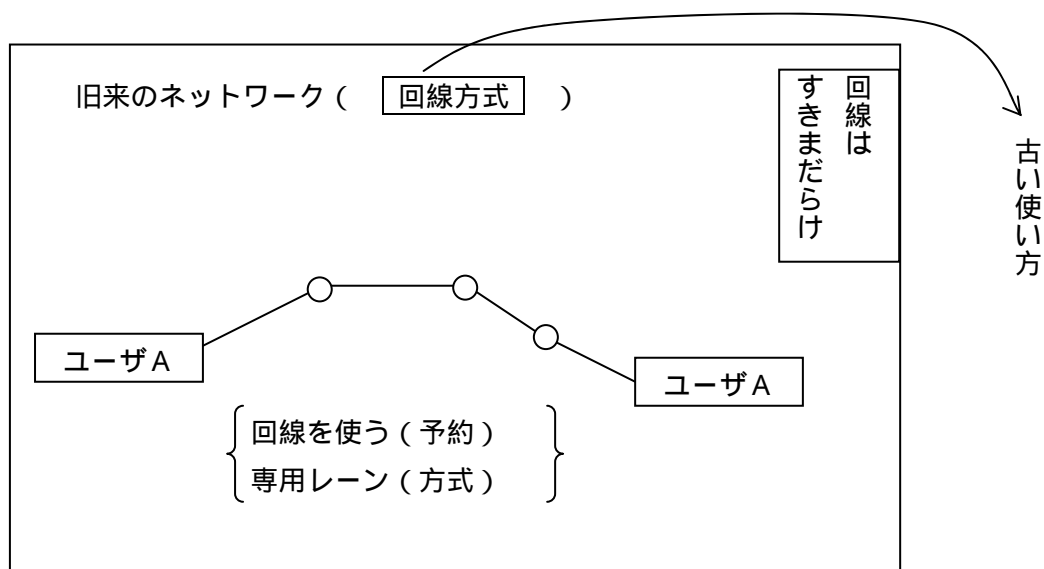 旧来のネットワーク( 回線方式 )
回線は
すきまだらけ
古い使い方
ユーザA
ユーザA
回線を使う(予約)
専用レーン(方式)